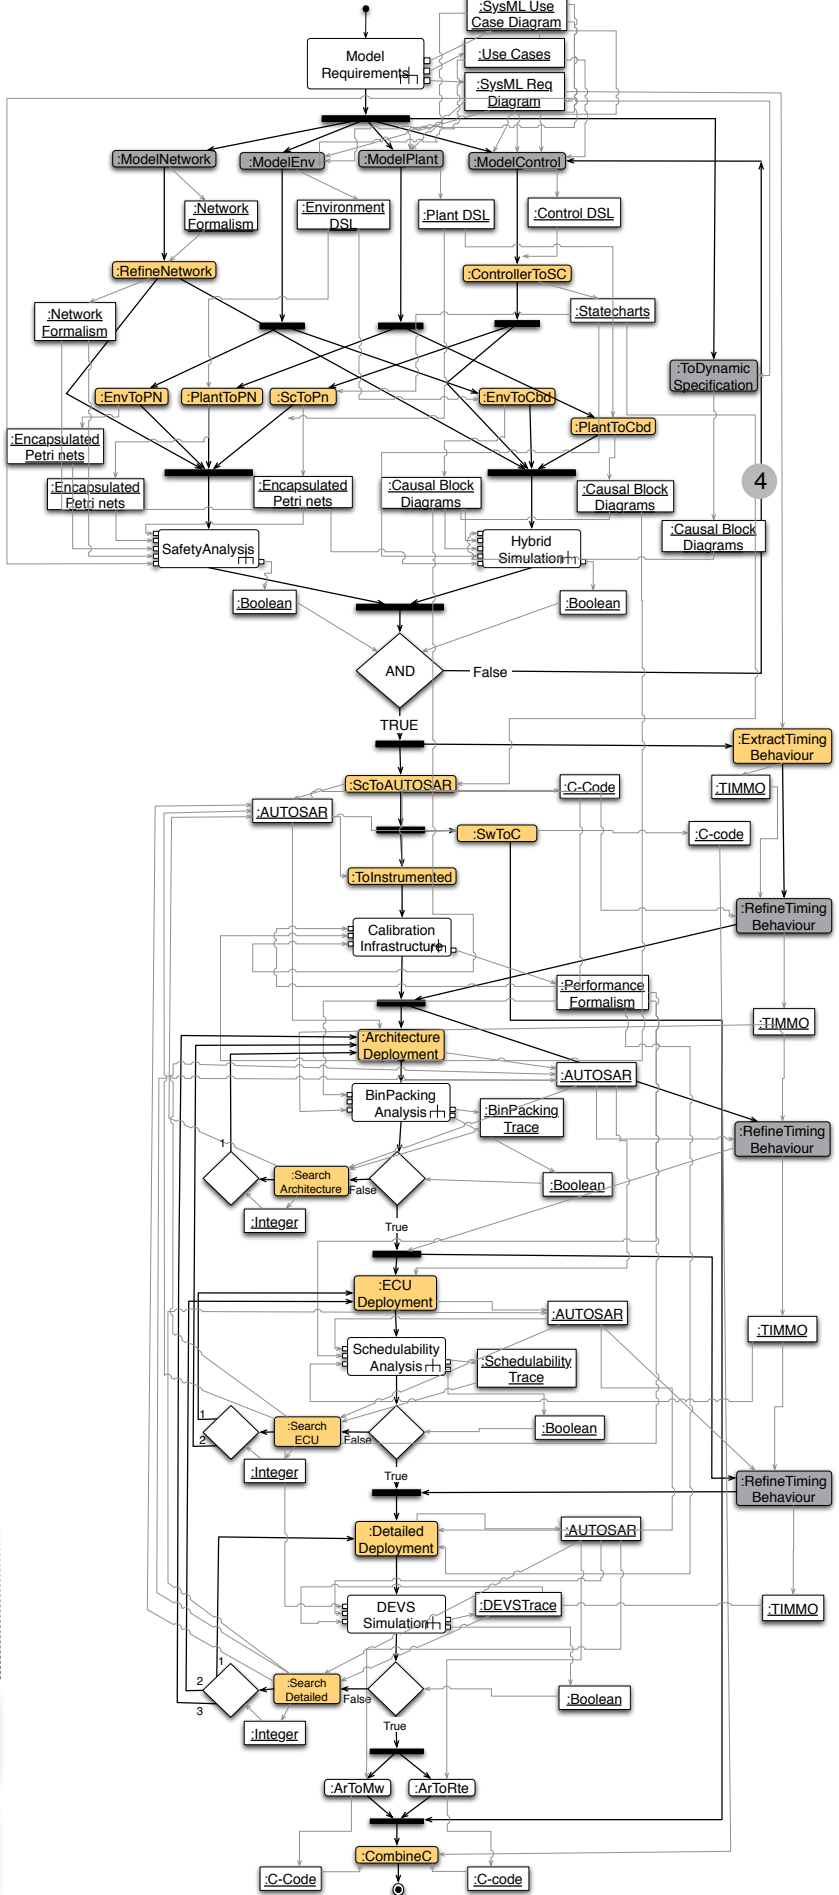 :SysML Use
Case Diagram
:Use Cases
Model
Requirements
:SysML Req
Diagram
:ModelNetwork
:ModelEnv
:ModelPlant
:ModelControl
:Network
Formalism
:Environment
DSL
:Plant DSL
:Control DSL
:RefineNetwork
:ControllerToSC
:Network
Formalism
:Statecharts
:ToDynamic
Specification
:EnvToPN
:PlantToPN
:ScToPn
:EnvToCbd
:PlantToCbd
:Encapsulated
Petri nets
:Encapsulated
Petri nets
:Encapsulated
Petri nets
:Causal Block
Diagrams
:Causal Block
Diagrams
4
:Causal Block
Diagrams
SafetyAnalysis
Hybrid
Simulation
:Boolean
:Boolean
AND
False
TRUE
:ExtractTiming
Behaviour
:ScToAUTOSAR
:C-Code
:TIMMO
:AUTOSAR
:SwToC
:C-code
:ToInstrumented
:RefineTiming
Behaviour
Calibration
Infrastructure
:Performance
Formalism
:TIMMO
:Architecture
Deployment
:AUTOSAR
BinPacking
Analysis
:BinPacking
Trace
:RefineTiming
Behaviour
1
:Search
Architecture
False
:Boolean
:Integer
True
:ECU
Deployment
:AUTOSAR
:TIMMO
Schedulability
Analysis
:Schedulability
Trace
1
2
:Search
ECU
False
:Boolean
:Integer
True
:RefineTiming
Behaviour
:Detailed
Deployment
:AUTOSAR
DEVS
Simulation
:DEVSTrace
:TIMMO
1
2
3
:Search
Detailed
False
:Boolean
:Integer
True
:ArToMw
:ArToRte
:CombineC
:C-Code
:C-code